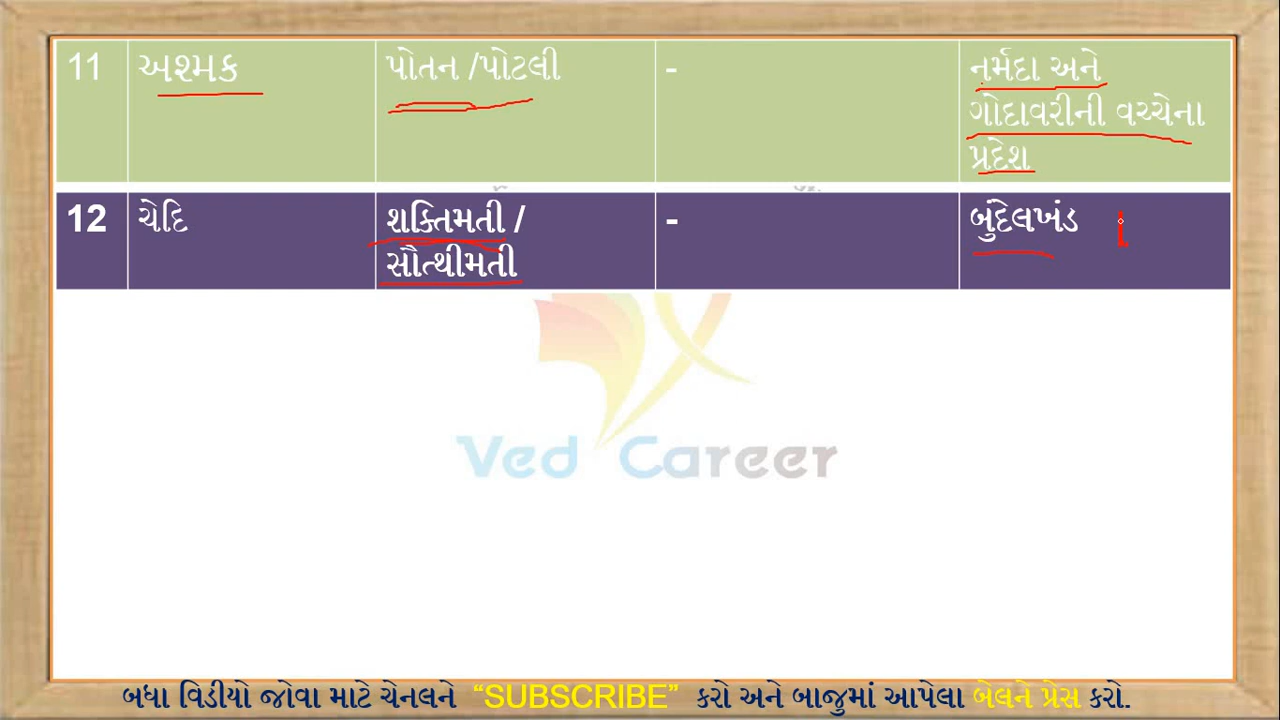 11 અશ્મક પોતન /પોટલી - નર્મદા અને
ગોદાવરીની વચ્ચેના
પ્રદેશ
12 ચેદિ શક્તિમતી / - બુંદેલખંડ
સૌત્થીમતી
Ved Career
બધા વિડીયો જોવા માટે ચેનલને “SUBSCRIBE” કરો અને બાજુમાં આપેલા બેલને પ્રેસ કરો.